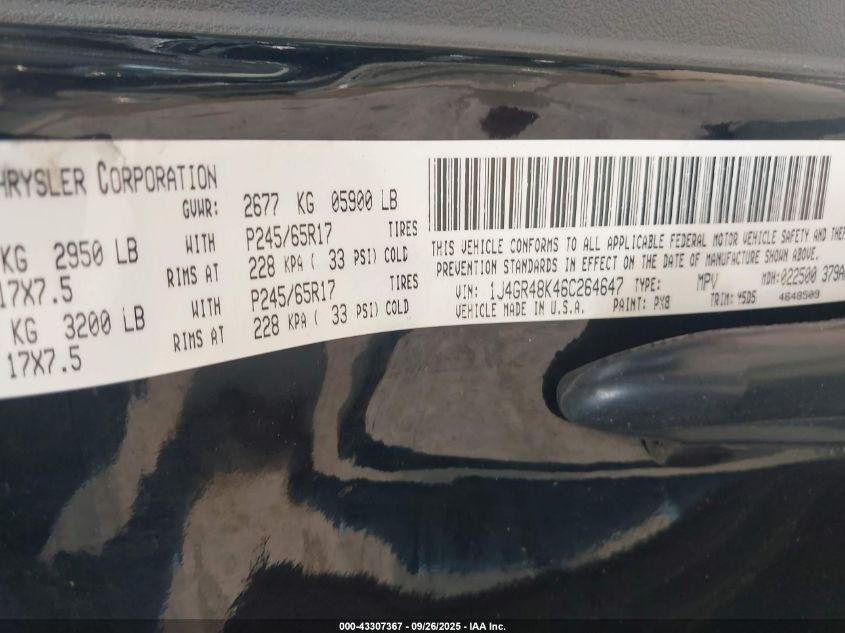 HRYSLER CORPORATION
GVWR: 2677 KG 05900 LB
KG 2950 LB WITH P245/65R17 TIRES
17X7.5 RIMS AT 228 KPA ( 33 PSI) COLD
KG 3200 LB WITH P245/65R17 TIRES
17X7.5 RIMS AT 228 KPA ( 33 PSI) COLD
THIS VEHICLE CONFORMS TO ALL APPLICABLE FEDERAL MOTOR VEHICLE SAFETY AND THEF
PREVENTION STANDARDS IN EFFECT ON THE DATE OF MANUFACTURE SHOWN ABOVE.
VIN: 1J4GR48K46C264647 TYPE: MPV MDH:022500 379A
VEHICLE MADE IN U.S.A. PAINT: PX8 TRIM: Y5D5 4648509
000-43307367 - 09/26/2025 - IAA Inc.